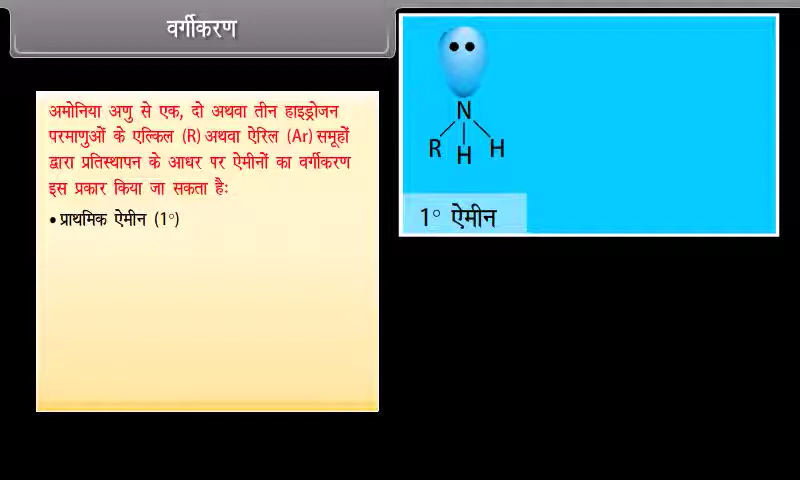 वर्गीकरण
अमोनिया अणु से एक, दो अथवा तीन हाइड्रोजन
परमाणुओं के एल्किल (R) अथवा ऐरिल (Ar) समूहों
द्वारा प्रतिस्थापन के आधर पर ऐमीनों का वर्गीकरण
इस प्रकार किया जा सकता है:
• प्राथमिक ऐमीन (1°)
N
R H H
1° ऐमीन